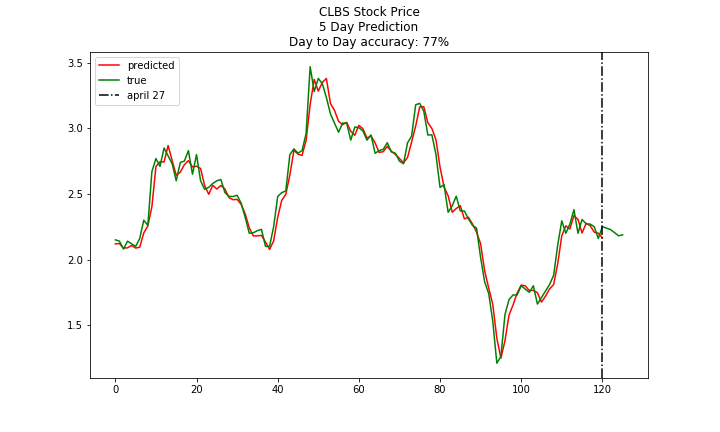 CLBS Stock Price
5 Day Prediction
Day to Day accuracy: 77%
predicted
true
april 27
3.5
3.0
2.5
2.0
1.5
0 20 40 60 80 100 120